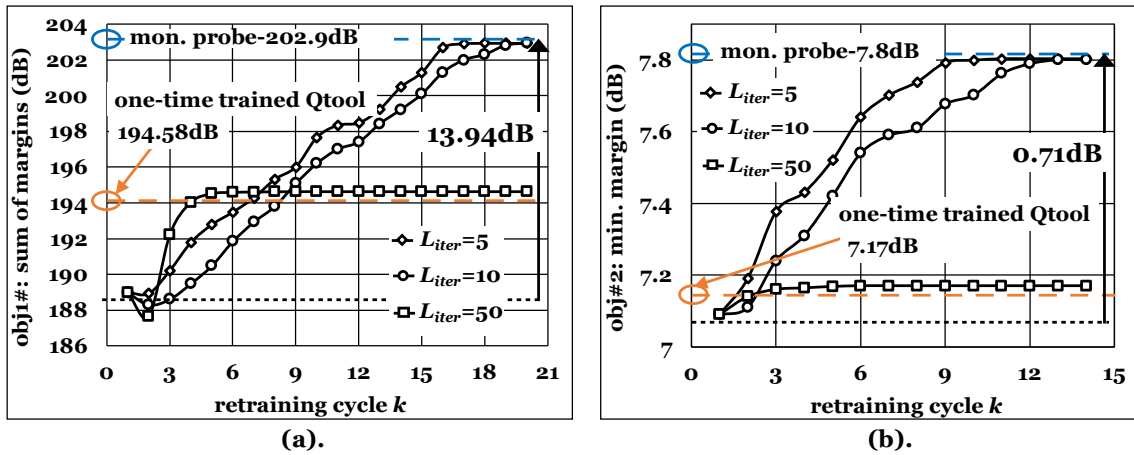 obj1#: sum of margins (dB)
204
202
200
198
196
194
192
190
188
186
mon. probe-202.9dB
one-time trained Qtool
194.58dB
13.94dB
Liter=5
Liter=10
Liter=50
0 3 6 9 12 15 18 21
retraining cycle k
(a).
obj#2: min. margin (dB)
7.8
7.6
7.4
7.2
7
mon. probe-7.8dB
Liter=5
Liter=10
Liter=50
0.71dB
one-time trained Qtool
7.17dB
0 3 6 9 12 15
retraining cycle k
(b).